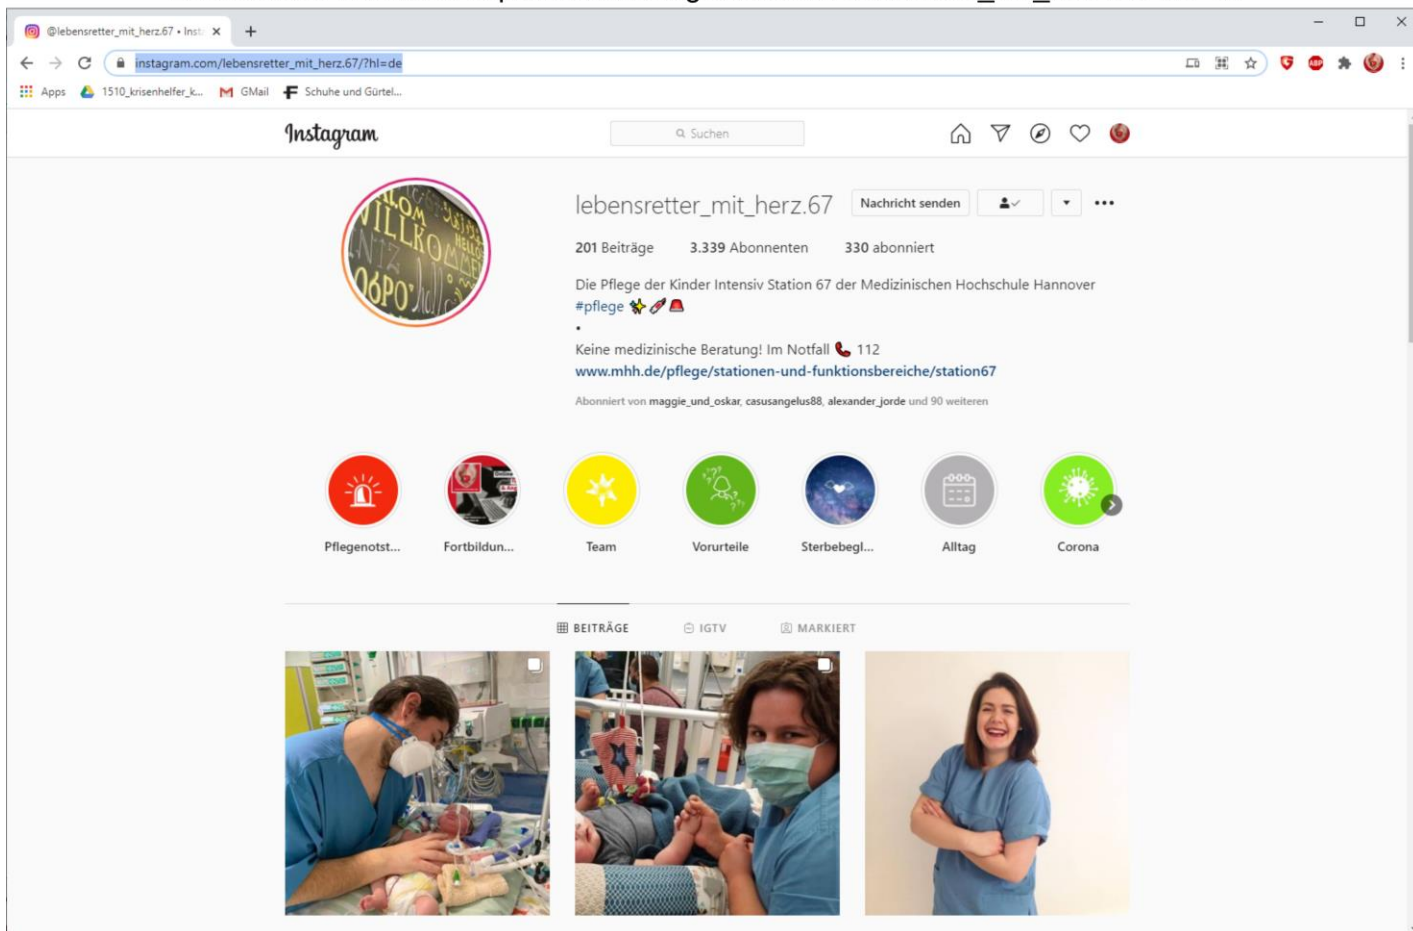 @lebensretter_mit_herz.67 • Inst
instagram.com/lebensretter_mit_herz.67/?hl=de
Apps 1510_krisenhelfer_k... GMail Schuhe und Gürtel...
Instagram
Suchen
lebensretter_mit_herz.67 Nachricht senden
201 Beiträge 3.339 Abonnenten 330 abonniert
Die Pflege der Kinder Intensiv Station 67 der Medizinischen Hochschule Hannover
#pflege
•
Keine medizinische Beratung! Im Notfall 112
www.mhh.de/pflege/stationen-und-funktionsbereiche/station67
Abonniert von maggie_und_oskar, casusangelus88, alexander_jorde und 90 weiteren
WILLKOMMEN
Pflegenotst... Fortbildun... Team Vorurteile Sterbebegl... Alltag Corona
BEITRÄGE IGTV MARKIERT